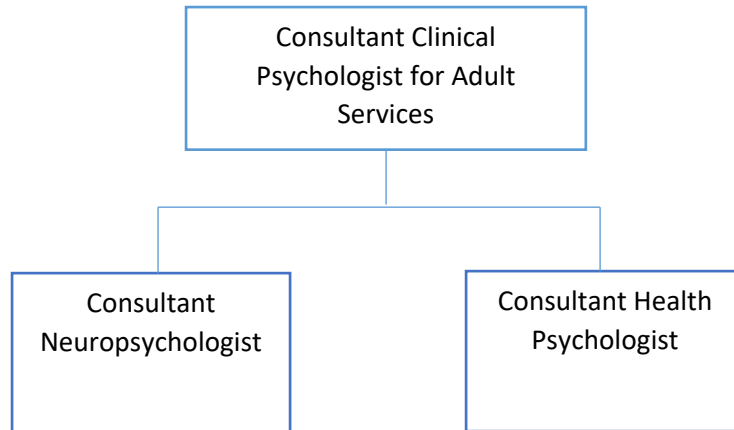 Consultant Clinical
Psychologist for Adult
Services
Consultant
Neuropsychologist
Consultant Health
Psychologist